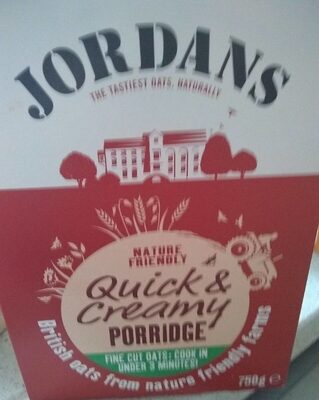 JORDANS
THE TASTIEST OATS, NATURALLY
NATURE
FRIENDLY
Quick &
Creamy
PORRIDGE
FINE CUT OATS: COOK IN
UNDER 3 MINUTES!
British oats from nature friendly farms
750g e